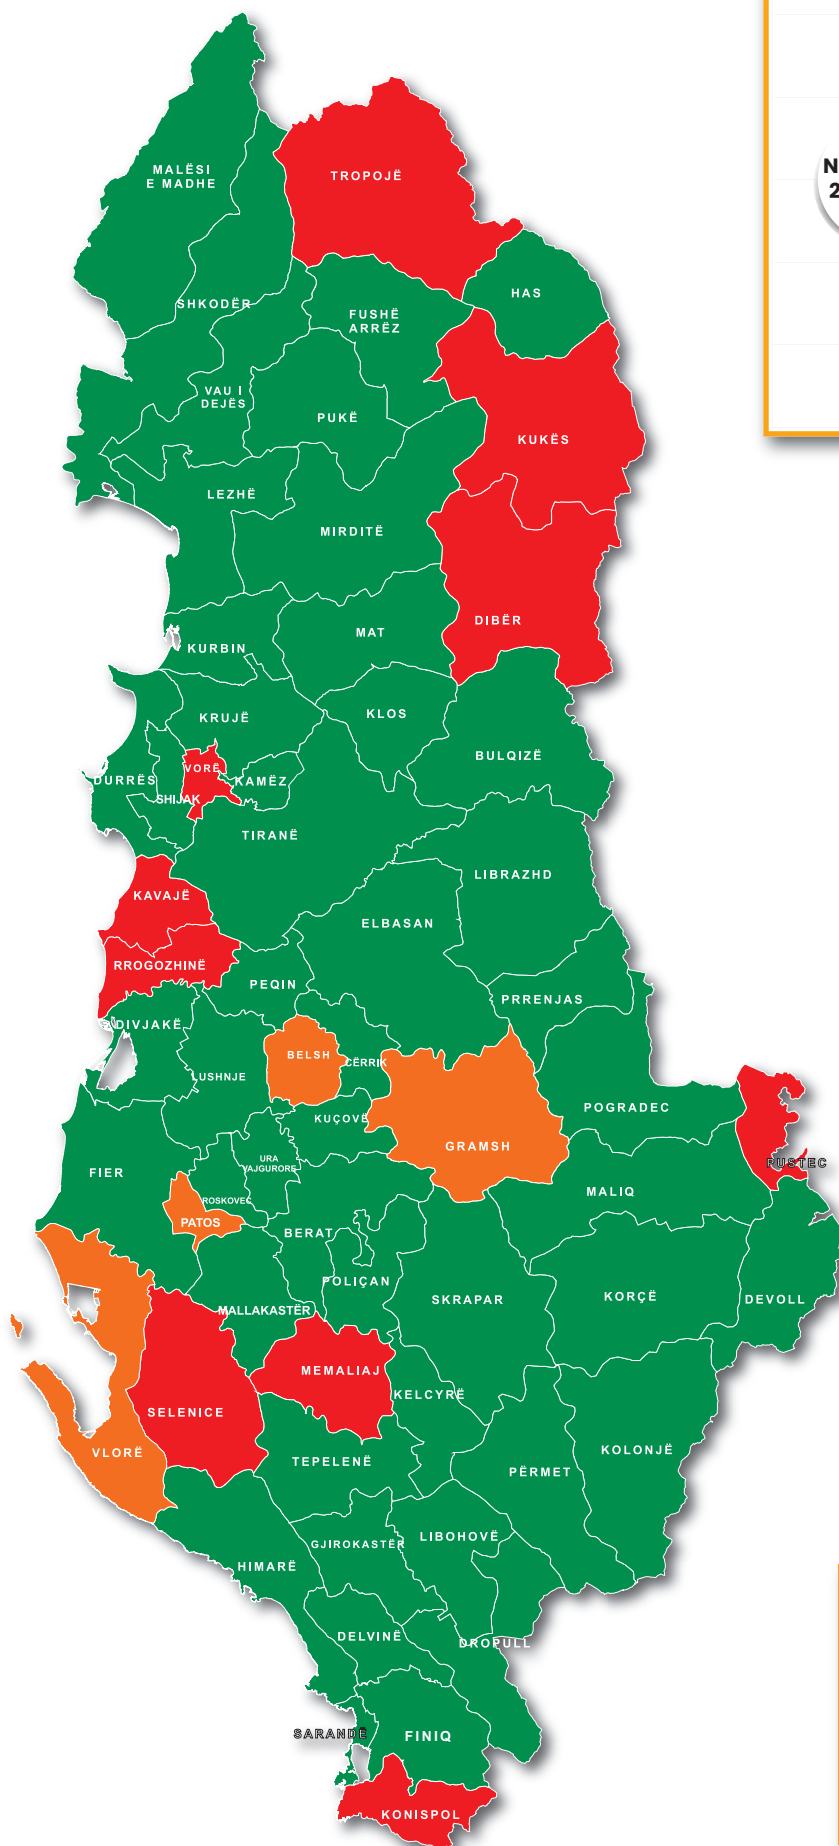 MALËSI
E MADHE
TROPOJË
HAS
SHKODËR
FUSHË
ARRËZ
VAU I
DEJËS
PUKË
KUKËS
LEZHË
MIRDITË
DIBËR
MAT
KURBIN
KRUJË
KLOS
BULQIZË
VORË
DURRËS
KAMËZ
SHIJAK
TIRANË
LIBRAZHD
KAVAJË
ELBASAN
RROGOZHINË
PEQIN
PRRENJAS
DIVJAKË
BELSH
CËRRIK
LUSHNJE
POGRADEC
KUÇOVË
GRAMSH
URA
VAJGURORE
PUSTEC
FIER
MALIQ
ROSKOVEC
PATOS
BERAT
POLIÇAN
SKRAPAR
KORÇË
DEVOLL
MALLAKASTËR
MEMALIAJ
KELCYRË
SELENICE
VLORË
TEPELENË
PËRMET
KOLONJË
GJIROKASTËR
LIBOHOVË
HIMARË
DELVINË
DROPULL
SARANDË
FINIQ
KONISPOL